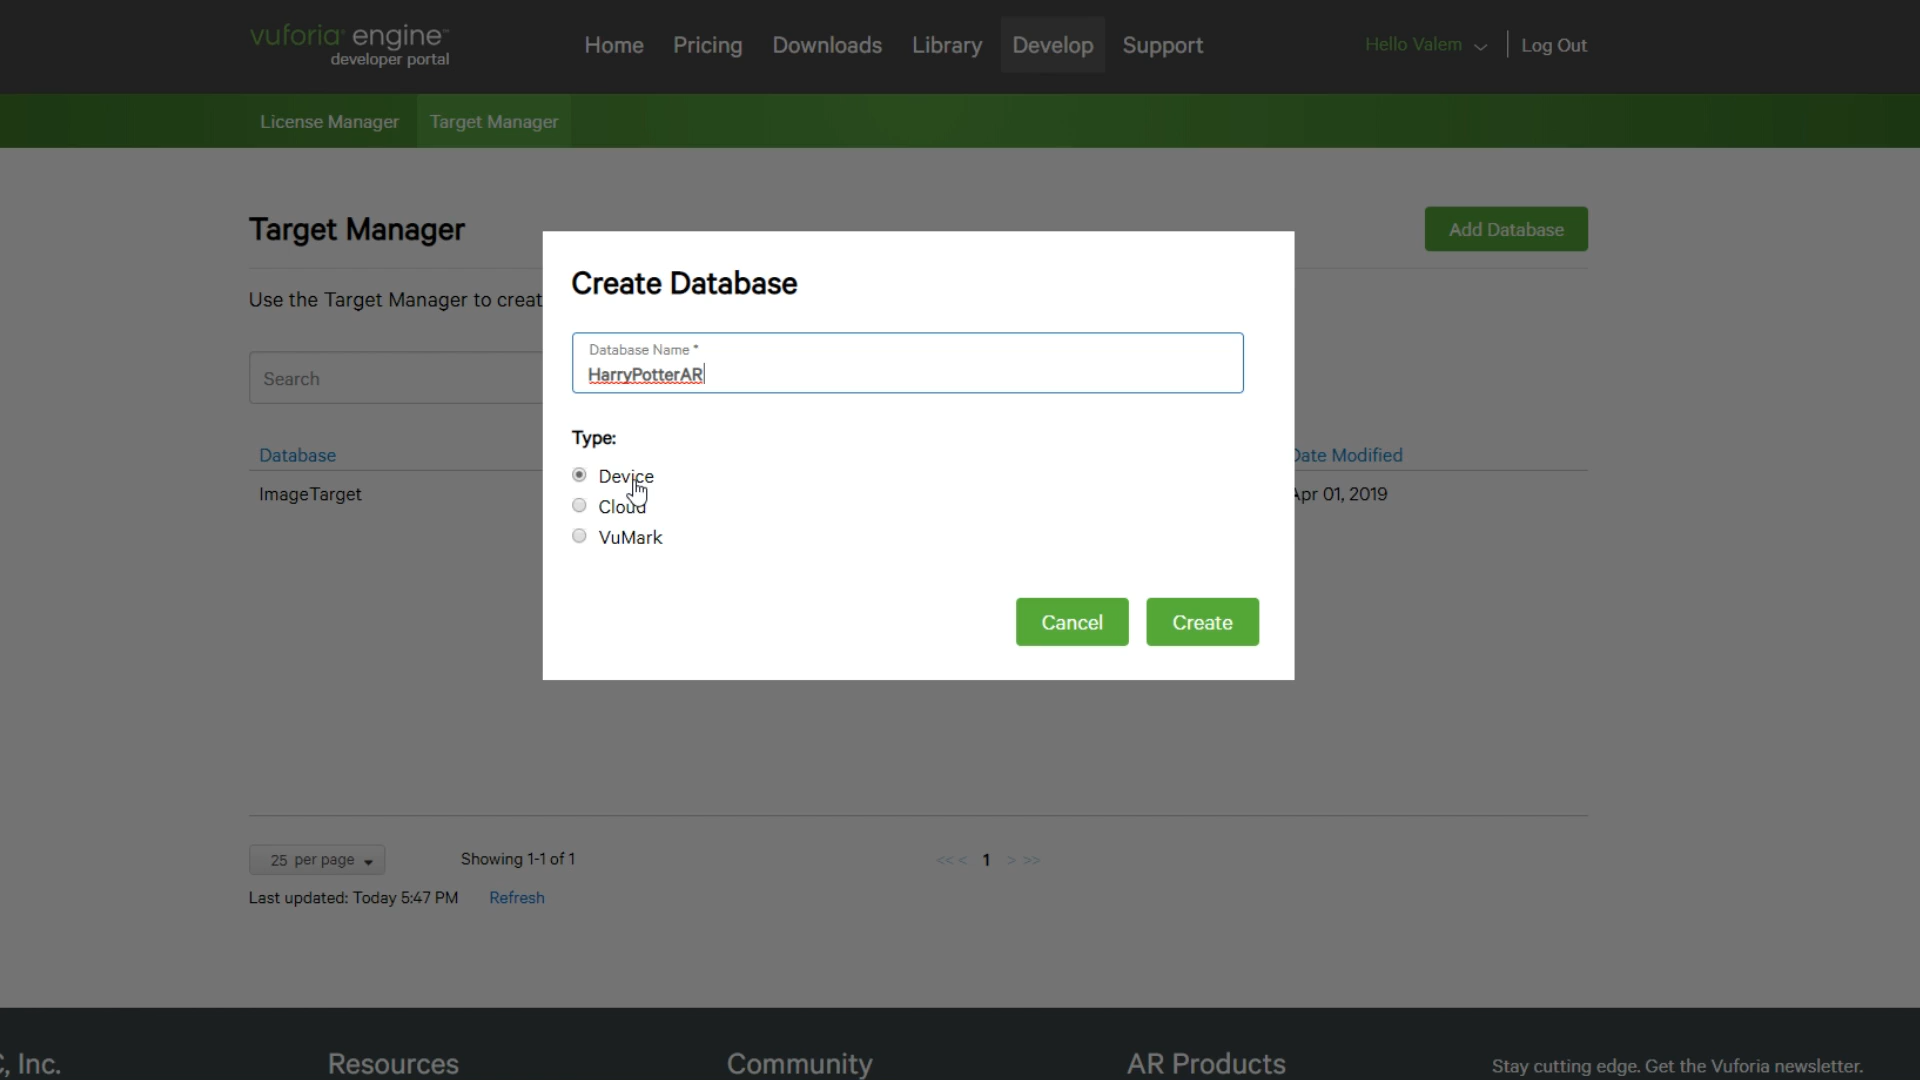 vuforia engine™
developer portal
Home Pricing Downloads Library Develop Support
Hello Valem Log Out
License Manager Target Manager
Target Manager
Add Database
Use the Target Manager to creat
Search
Database
Date Modified
ImageTarget
Apr 01, 2019
Create Database
Database Name *
HarryPotterAR
Type:
Device
Cloud
VuMark
Cancel Create
25 per page Showing 1-1 of 1 << < 1 > >>
Last updated: Today 5:47 PM Refresh
, Inc. Resources Community AR Products Stay cutting edge. Get the Vuforia newsletter.